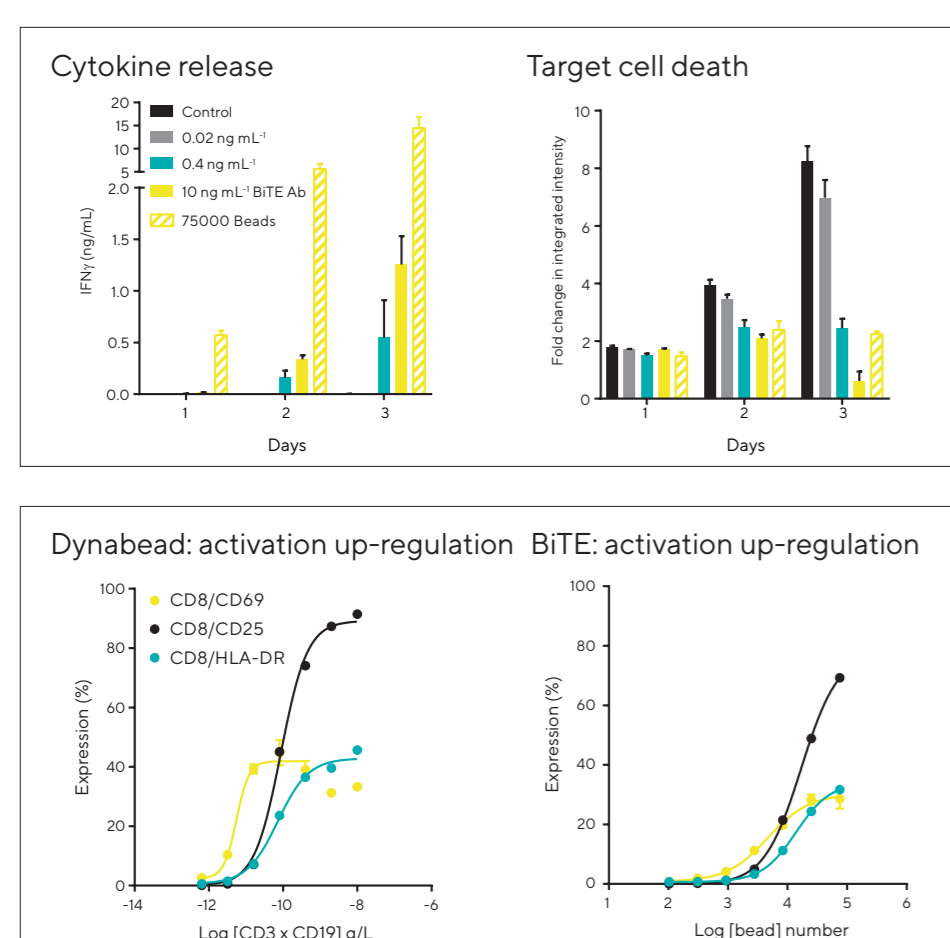 Cytokine release
20
15
10
5
2.0
1.5
1.0
0.5
0.0
IFNγ (ng/mL)
Control
0.02 ng mL⁻¹
0.4 ng mL⁻¹
10 ng mL⁻¹ BiTE Ab
75000 Beads
1 2 3
Days
Target cell death
10
8
6
4
2
0
Fold change in integrated intensity
1 2 3
Days
Dynabead: activation up-regulation
100
80
60
40
20
0
Expression (%)
CD8/CD69
CD8/CD25
CD8/HLA-DR
-14 -12 -10 -8 -6
Log [CD3 x CD19] g/L
BiTE: activation up-regulation
100
80
60
40
20
0
Expression (%)
1 2 3 4 5 6
Log [bead] number